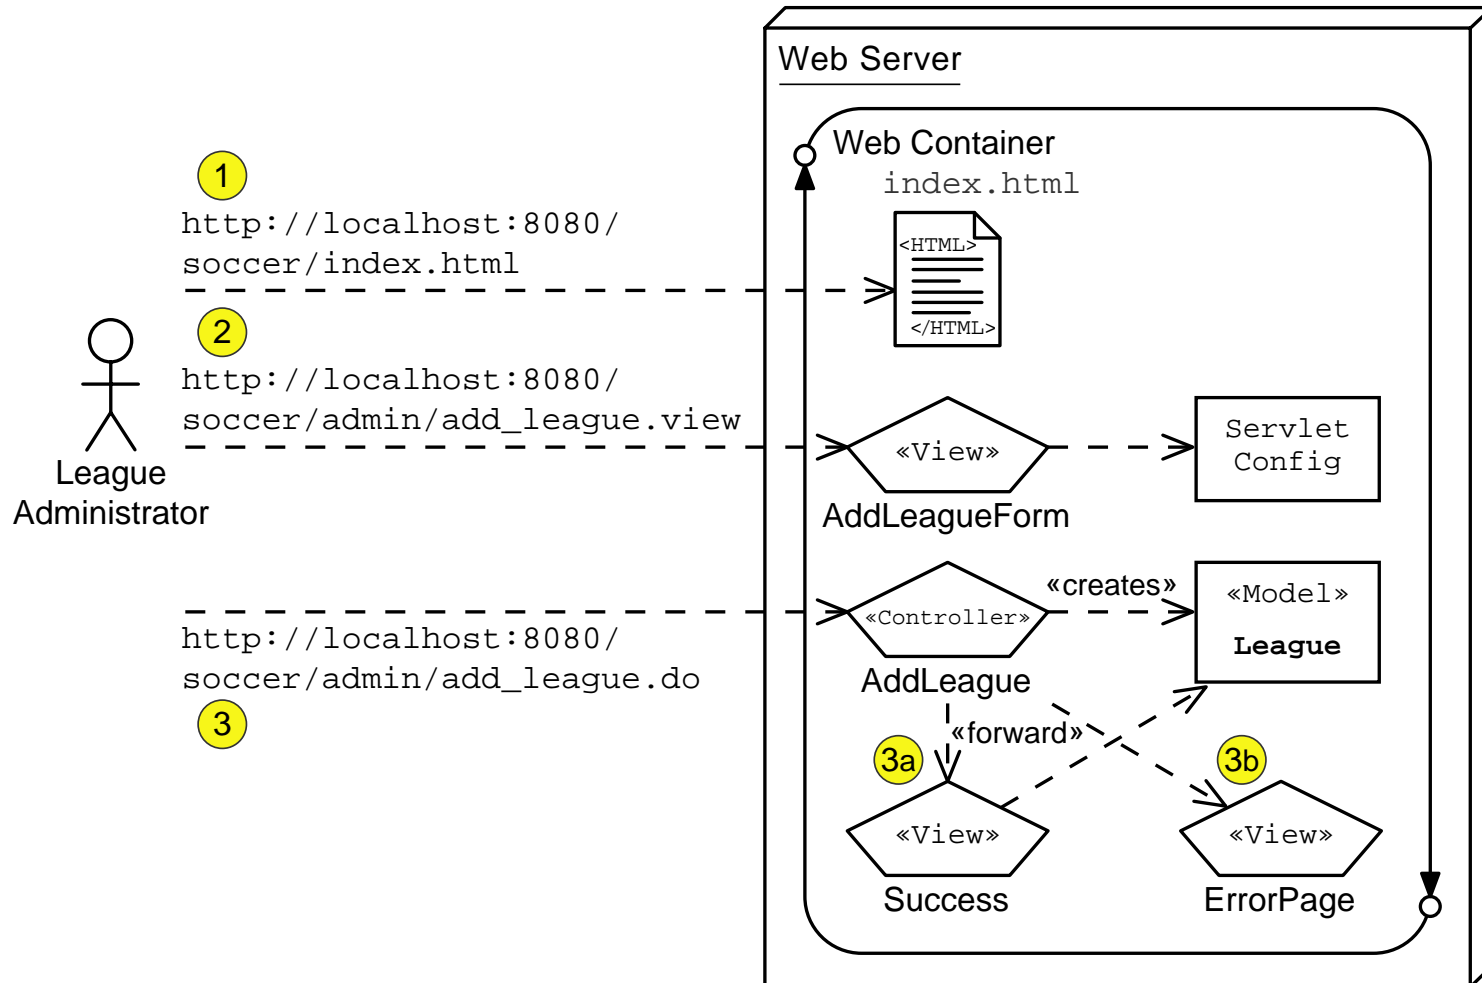 Web Server
Web Container
index.html
<HTML>
</HTML>
1
http://localhost:8080/
soccer/index.html
2
http://localhost:8080/
soccer/admin/add_league.view
League
Administrator
«View»
AddLeagueForm
Servlet
Config
http://localhost:8080/
soccer/admin/add_league.do
3
«Controller»
AddLeague
«creates»
«Model»
League
«forward»
3a
3b
«View»
Success
«View»
ErrorPage